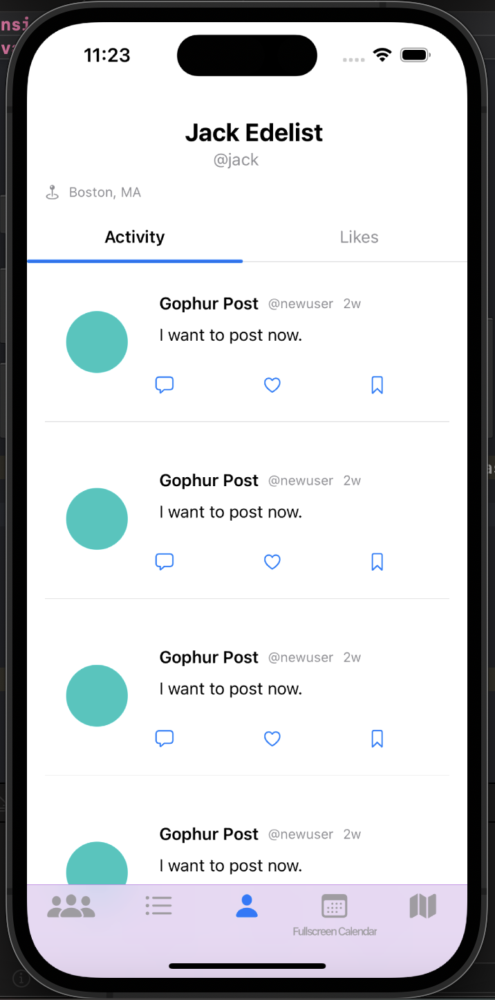 nsi
11:23
Jack Edelist
@jack
Boston, MA
Activity Likes
Gophur Post @newuser 2w
I want to post now.
Gophur Post @newuser 2w
I want to post now.
Gophur Post @newuser 2w
I want to post now.
Gophur Post @newuser 2w
I want to post now.
Fullscreen Calendar